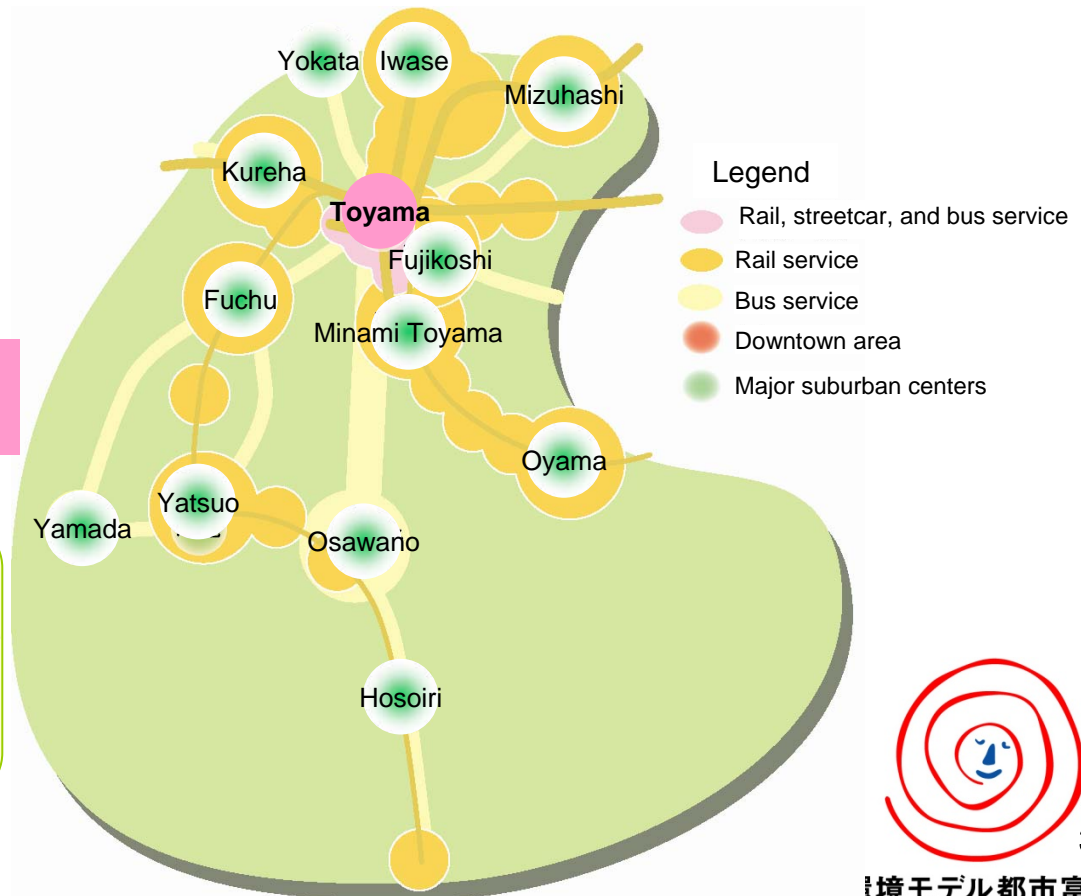 Yokata
Iwase
Mizuhashi
Kureha
Toyama
Fujikoshi
Fuchu
Minami Toyama
Oyama
Yatsuo
Yamada
Osawano
Hosoiri
Legend
Rail, streetcar, and bus service
Rail service
Bus service
Downtown area
Major suburban centers
境モデル都市富